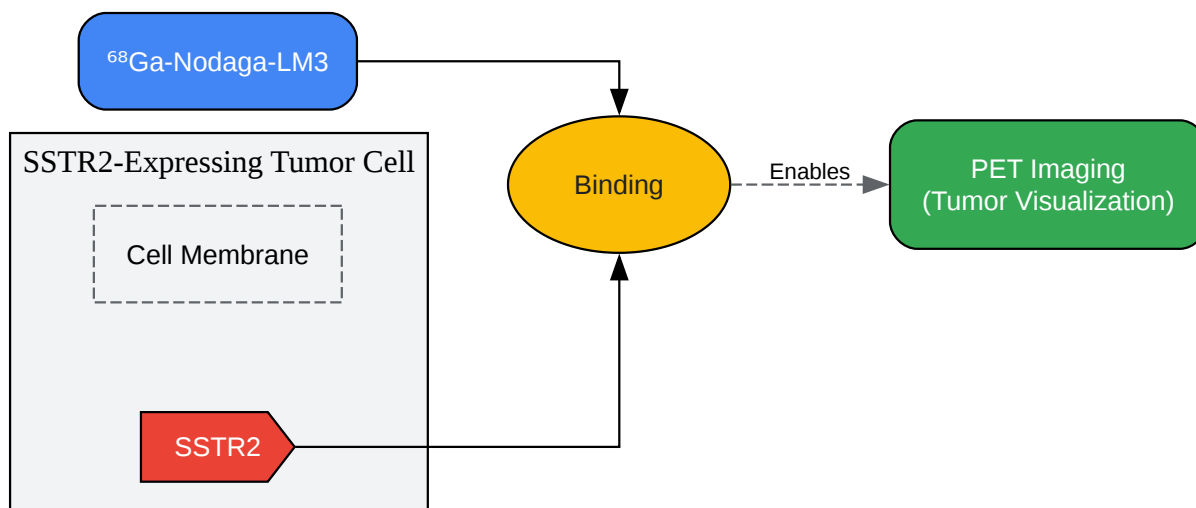 ⁶⁸Ga-Nodaga-LM3
SSTR2-Expressing Tumor Cell
Cell Membrane
SSTR2
Binding
Enables
PET Imaging
(Tumor Visualization)